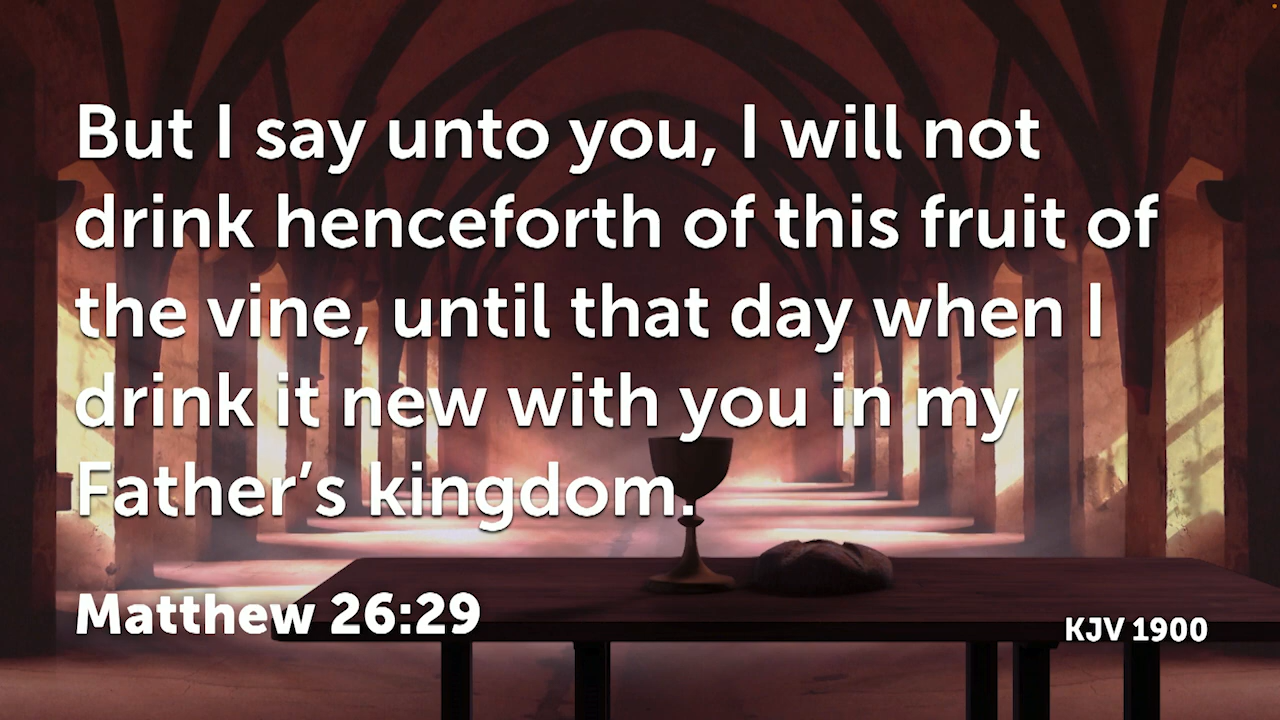 But I say unto you, I will not
drink henceforth of this fruit of
the vine, until that day when I
drink it new with you in my
Father’s kingdom.
Matthew 26:29
KJV 1900